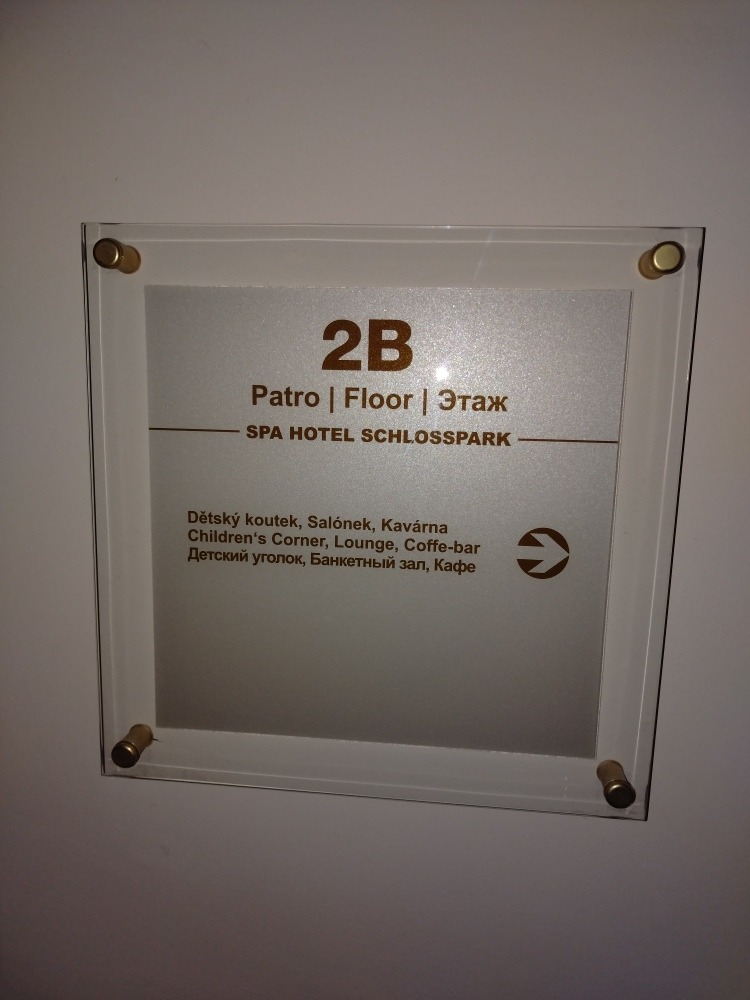 2B
Patro | Floor | Этаж
SPA HOTEL SCHLOSSPARK
Dětský koutek, Salónek, Kavárna
Children‘s Corner, Lounge, Coffe-bar
Детский уголок, Банкетный зал, Кафе